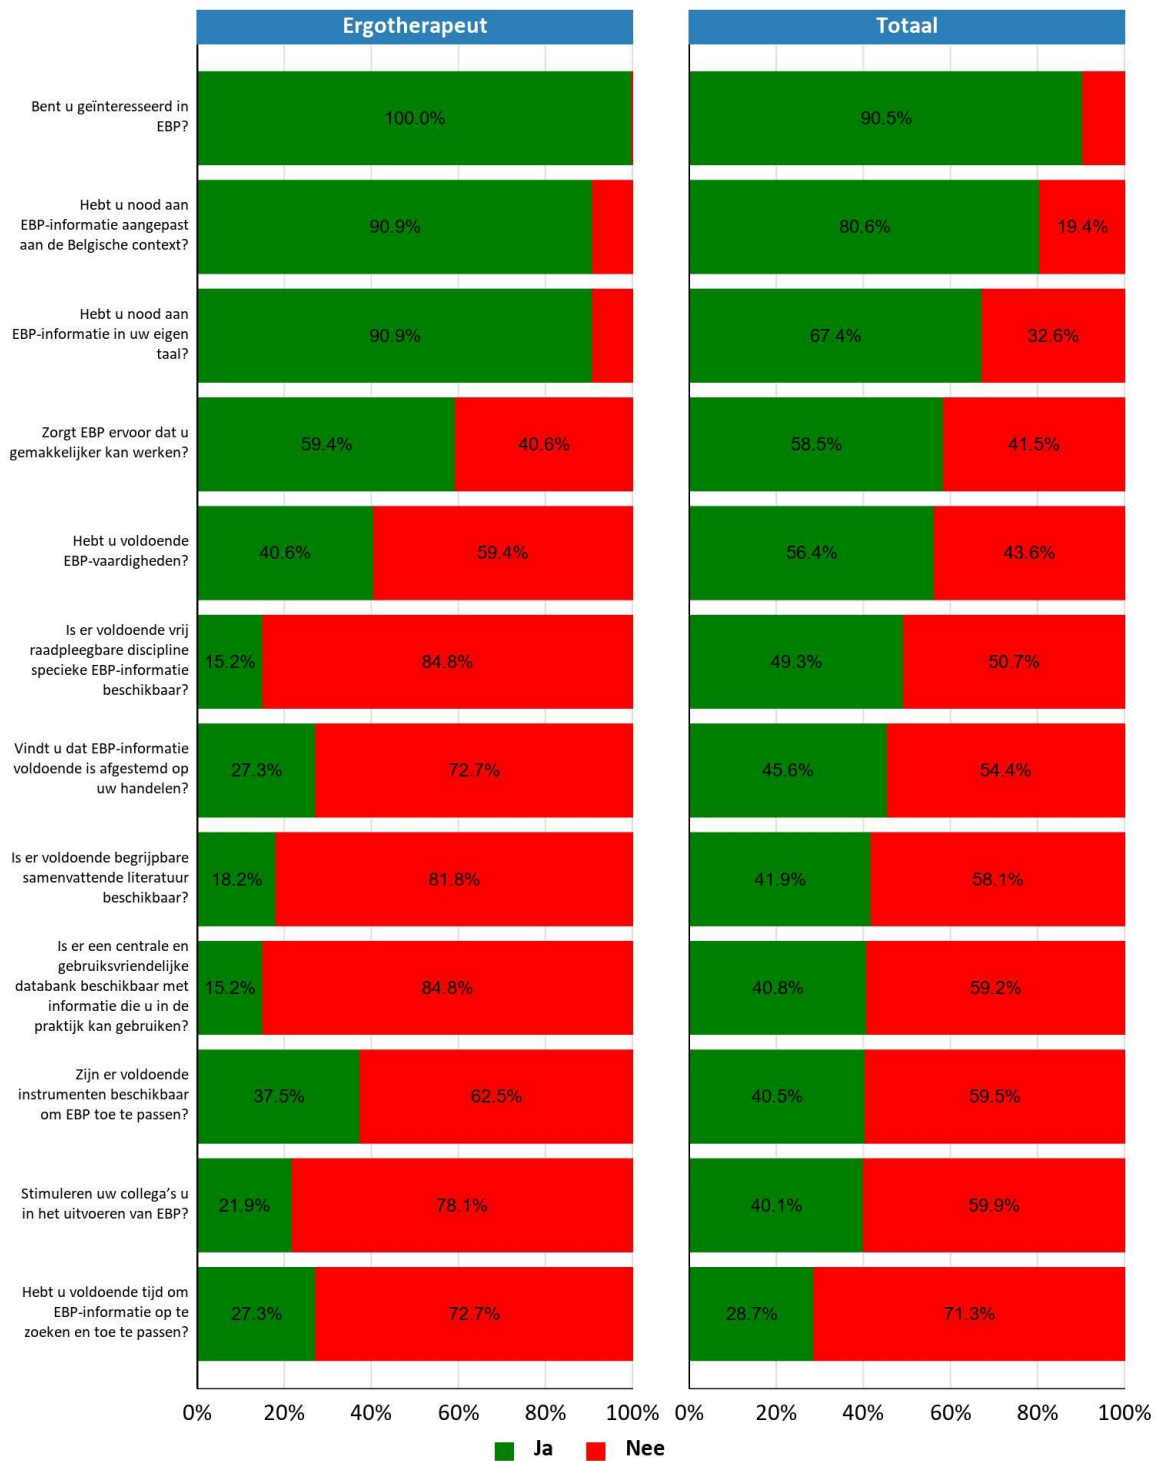 Ergotherapeut
Totaal
Bent u geïnteresseerd in
EBP?
100.0%
90.5%
Hebt u nood aan
EBP-informatie aangepast
aan de Belgische context?
90.9%
80.6%
19.4%
Hebt u nood aan
EBP-informatie in uw eigen
taal?
90.9%
67.4%
32.6%
Zorgt EBP ervoor dat u
gemakkelijker kan werken?
59.4%
40.6%
58.5%
41.5%
Hebt u voldoende
EBP-vaardigheden?
40.6%
59.4%
56.4%
43.6%
Is er voldoende vrij
raadpleegbare discipline
specieke EBP-informatie
beschikbaar?
15.2%
84.8%
49.3%
50.7%
Vindt u dat EBP-informatie
voldoende is afgestemd op
uw handelen?
27.3%
72.7%
45.6%
54.4%
Is er voldoende begrijpbare
samenvattende literatuur
beschikbaar?
18.2%
81.8%
41.9%
58.1%
Is er een centrale en
gebruiksvriendelijke
databank beschikbaar met
informatie die u in de
praktijk kan gebruiken?
15.2%
84.8%
40.8%
59.2%
Zijn er voldoende
instrumenten beschikbaar
om EBP toe te passen?
37.5%
62.5%
40.5%
59.5%
Stimuleren uw collega's u
in het uitvoeren van EBP?
21.9%
78.1%
40.1%
59.9%
Hebt u voldoende tijd om
EBP-informatie op te
zoeken en toe te passen?
27.3%
72.7%
28.7%
71.3%
0% 20% 40% 60% 80% 100%
0% 20% 40% 60% 80% 100%
Ja Nee